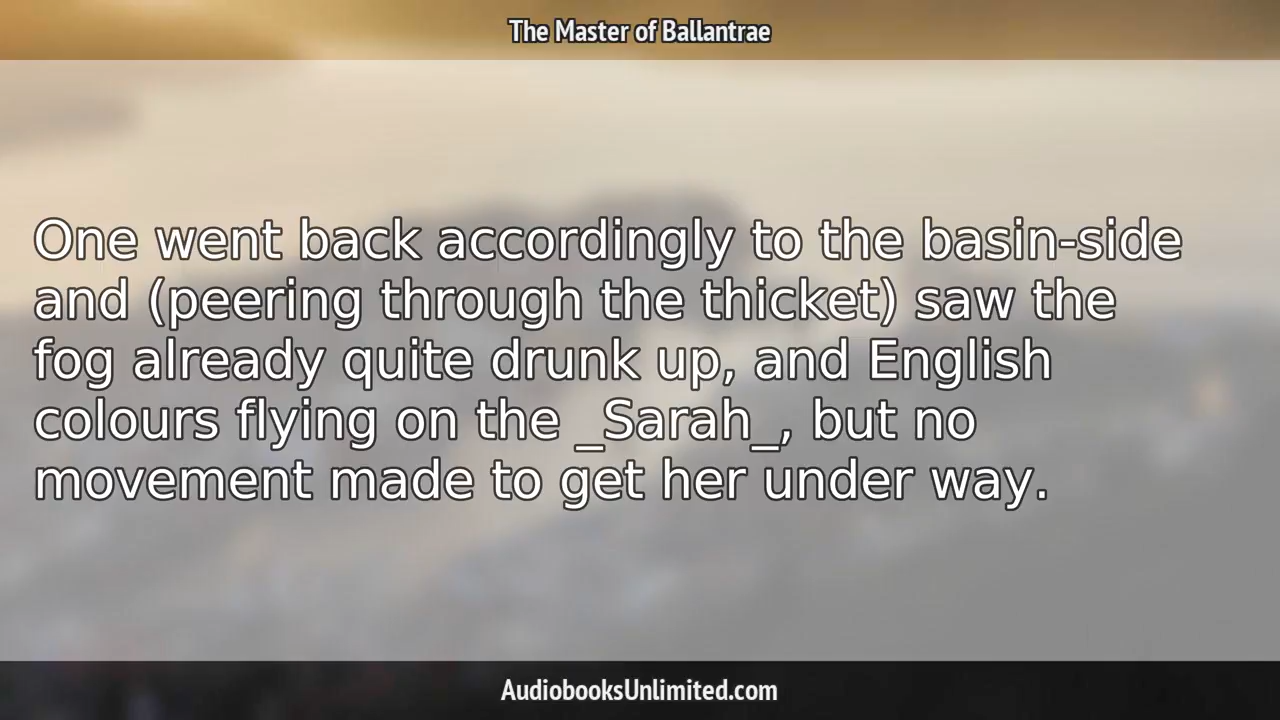 The Master of Ballantrae
One went back accordingly to the basin-side
and (peering through the thicket) saw the
fog already quite drunk up, and English
colours flying on the _Sarah_, but no
movement made to get her under way.
AudiobooksUnlimited.com